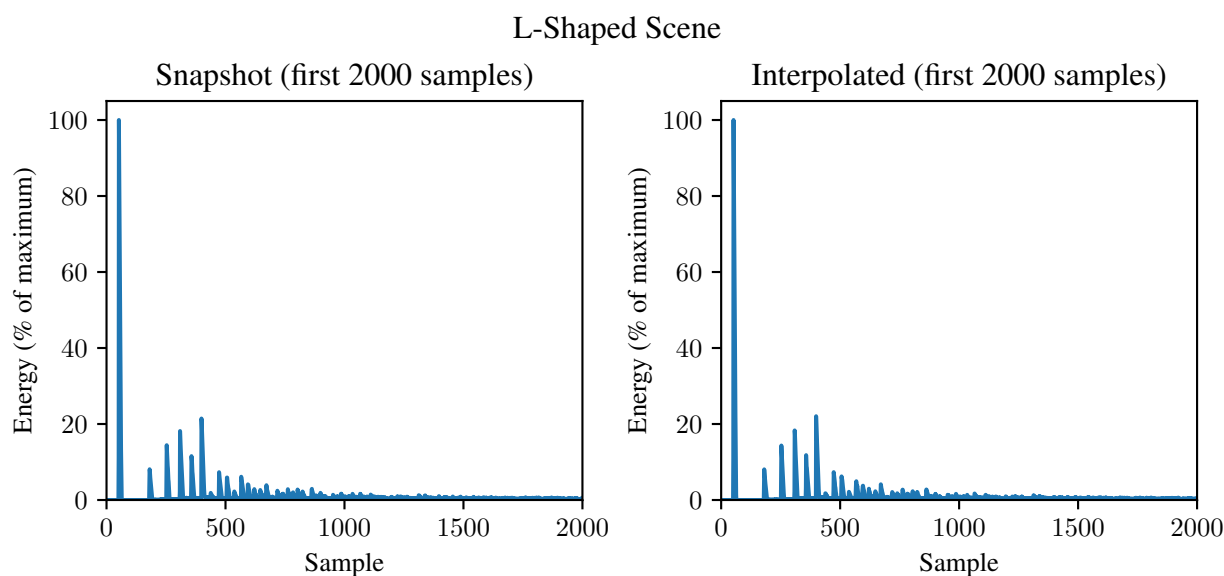 L-Shaped Scene
Snapshot (first 2000 samples)
Energy (% of maximum)
100
80
60
40
20
0
0 500 1000 1500 2000
Sample
Interpolated (first 2000 samples)
Energy (% of maximum)
100
80
60
40
20
0
0 500 1000 1500 2000
Sample